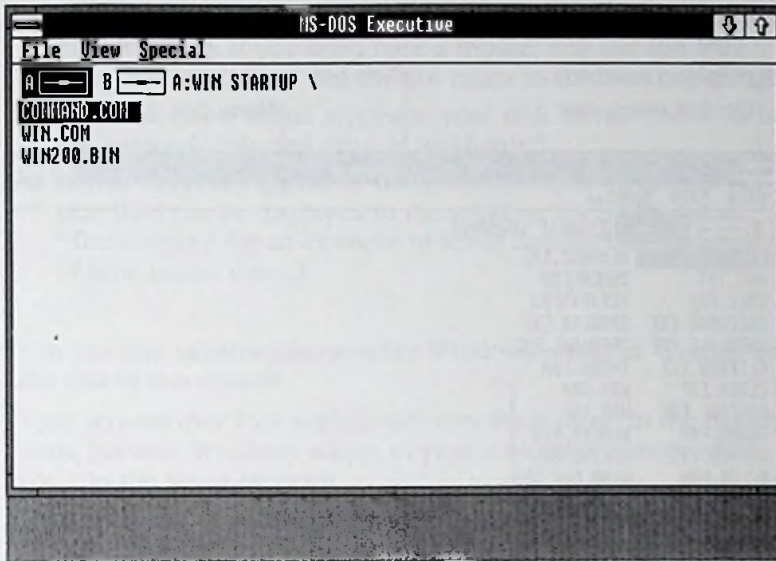 MS-DOS Executive
File View Special
A B A:WIN STARTUP \
COMMAND.COM
WIN.COM
WIN200.BIN